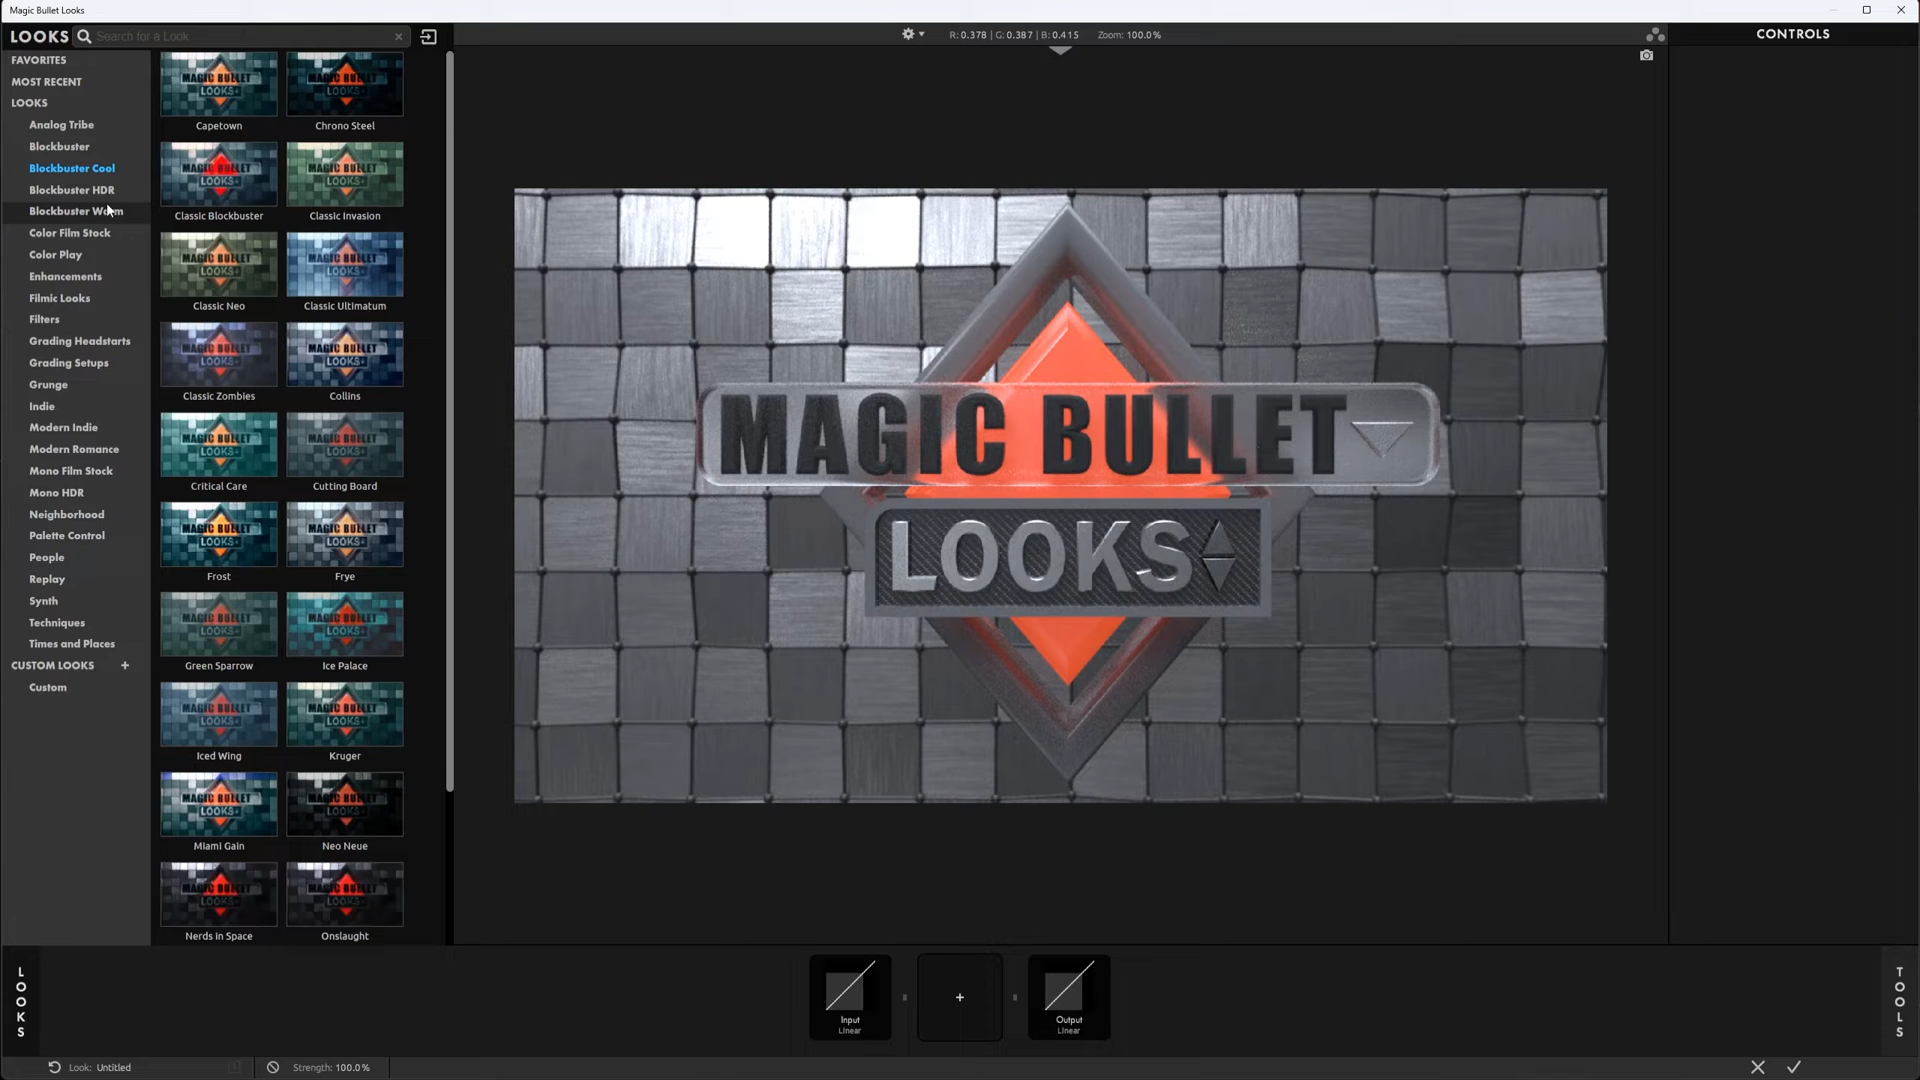 Magic Bullet Looks
LOOKS
Search for a Look
R:0.378 | G:0.387 | B:0.415
Zoom: 100.0%
CONTROLS
FAVORITES
MOST RECENT
LOOKS
Analog Tribe
Blockbuster
Blockbuster Cool
Blockbuster HDR
Blockbuster Warm
Color Film Stock
Color Play
Enhancements
Filmic Looks
Filters
Grading Headstarts
Grading Setups
Grunge
Indie
Modern Indie
Modern Romance
Mono Film Stock
Mono HDR
Neighborhood
Palette Control
People
Replay
Synth
Techniques
Times and Places
CUSTOM LOOKS +
Custom
Capetown
Chrono Steel
Classic Blockbuster
Classic Invasion
Classic Neo
Classic Ultimatum
Classic Zombies
Collins
Critical Care
Cutting Board
Frost
Frye
Green Sparrow
Ice Palace
Iced Wing
Kruger
Miami Gain
Neo Neue
Nerds in Space
Onslaught
MAGIC BULLET
LOOKS
LOOKS
Input
Linear
+
Output
Linear
TOOLS
Look: Untitled
Strength: 100.0%